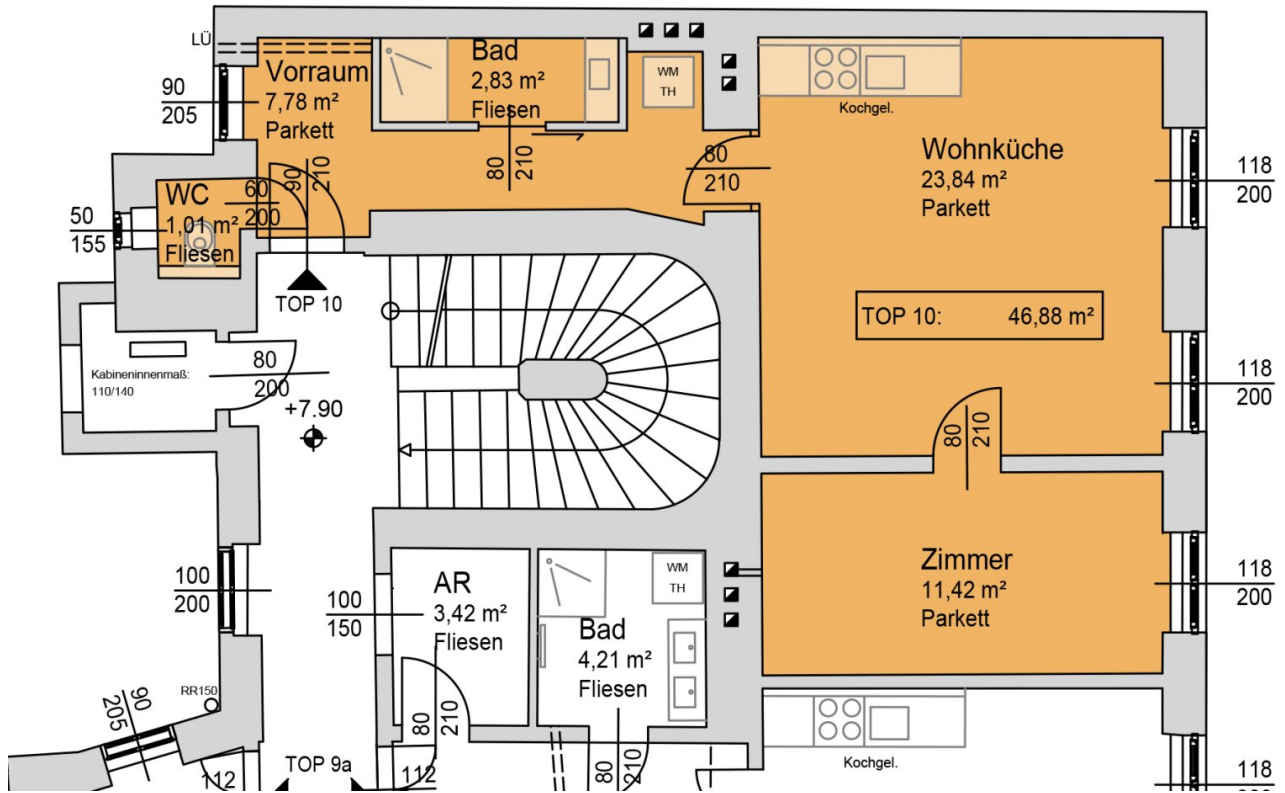 LÜ
Vorraum
7,78 m²
Parkett
90
205
Bad
2,83 m²
Fliesen
WM
TH
Kochgel.
80
210
80
210
Wohnküche
23,84 m²
Parkett
118
200
WC
1,01 m²
Fliesen
60
200
90
210
50
155
TOP 10
TOP 10: 46,88 m²
Kabineninnenmaß:
110/140
80
200
+7.90
118
200
80
210
Zimmer
11,42 m²
Parkett
118
200
100
200
100
150
AR
3,42 m²
Fliesen
WM
TH
Bad
4,21 m²
Fliesen
RR150
90
205
80
210
80
210
TOP 9a
112
112
Kochgel.
118